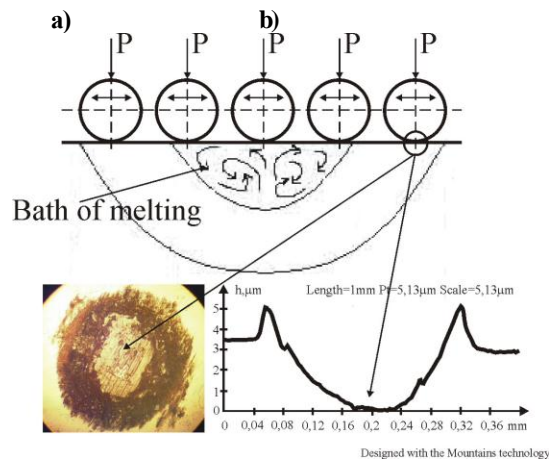 a) b)
P P P P P
Bath of melting
h,μm Length=1mm Pt=5,13μm Scale=5,13μm
5
4
3
2
1
0
0 0,04 0,08 0,12 0,16 0,2 0,2 0,28 0,32 0,36 mm
Designed with the Mountains technology